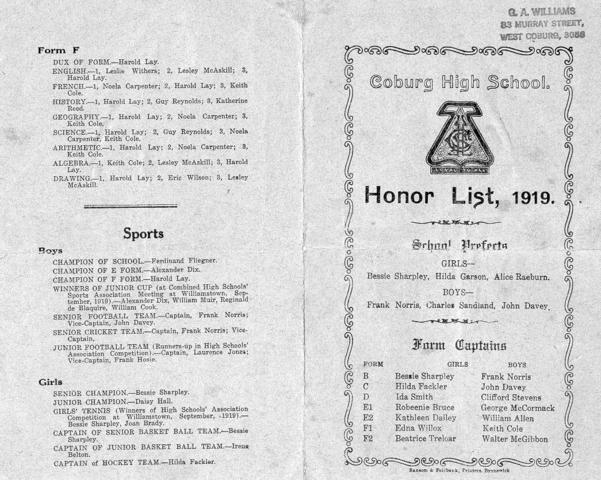 Form F
DUX OF FORM.—Harold Lay.
ENGLISH.—1, Leslie Withers; 2, Lesley McAskill; 3,
Harold Lay.
FRENCH.—1, Noela Carpenter; 2, Harold Lay; 3, Keith
Cole.
HISTORY.—1, Harold Lay; 2, Guy Reynolds; 3, Katherine
Reed.
GEOGRAPHY.—1, Harold Lay; 2, Noela Carpenter; 3,
Keith Cole.
SCIENCE.—1, Harold Lay; 2, Guy Reynolds; 3, Noela
Carpenter, Keith Cole.
ARITHMETIC.—1, Harold Lay; 2, Noela Carpenter; 3,
Keith Cole.
ALGEBRA.—1, Keith Cole; 2, Lesley McAskill; 3, Harold
Lay.
DRAWING.—1, Harold Lay; 2, Eric Wilson; 3, Lesley
McAskill.
Sports
Boys
CHAMPION OF SCHOOL.—Ferdinand Fliegner.
CHAMPION OF E FORM.—Alexander Dix.
CHAMPION OF F FORM.—Harold Lay.
WINNERS OF JUNIOR CUP (at Combined High Schools'
Sports Association Meeting at Williamstown, Sep-
tember, 1919).—Alexander Dix, William Muir, Reginald
de Blaquire, William Cook.
SENIOR FOOTBALL TEAM.—Captain, Frank Norris;
Vice-Captain, John Davey.
SENIOR CRICKET TEAM.—Captain, Frank Norris; Vice-
Captain.
JUNIOR FOOTBALL TEAM (Runners-up in High Schools'
Association Competition).—Captain, Laurence Jones;
Vice-Captain, Frank Hosie.
Girls
SENIOR CHAMPION.—Bessie Sharpley.
JUNIOR CHAMPION.—Daisy Hall.
GIRLS' TENNIS (Winners of High Schools' Association
Competition at Williamstown, September, 1919).—
Bessie Sharpley, Joan Brady.
CAPTAIN OF SENIOR BASKET BALL TEAM.—Bessie
Sharpley.
CAPTAIN OF JUNIOR BASKET BALL TEAM.—Irene
Belton.
CAPTAIN of HOCKEY TEAM.—Hilda Fackler.
G. A. WILLIAMS
83 MURRAY STREET,
WEST COBURG, 3058
Coburg High School.
Honor List, 1919.
School Prefects
GIRLS—
Bessie Sharpley, Hilda Garson, Alice Raeburn.
BOYS—
Frank Norris, Charles Sandland, John Davey.
Form Captains
FORM GIRLS BOYS
B Bessie Sharpley Frank Norris
C Hilda Fackler John Davey
D Ida Smith Clifford Stevens
E1 Robeenie Bruce George McCormack
E2 Kathleen Dailey William Allen
F1 Edna Willox Keith Cole
F2 Beatrice Treloar Walter McGibbon
Ransom & Fairbank, Printers, Brunswick